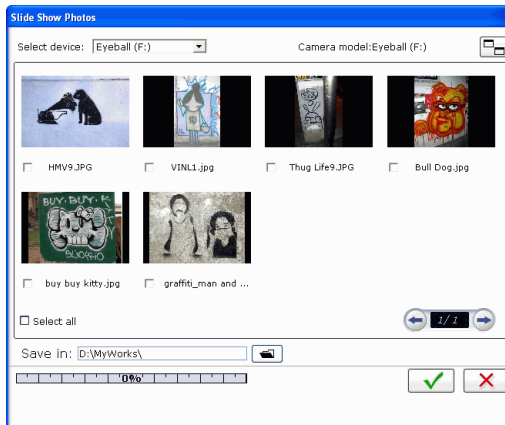 Slide Show Photos
Select device: Eyeball (F:) Camera model:Eyeball (F:)
HMV9.JPG VINL1.jpg Thug Life9.JPG Bull Dog.jpg
BUY·BUY·K
buy buy kitty.jpg graffiti_man and ...
Select all 1/1
Save in: D:\MyWorks\
0%